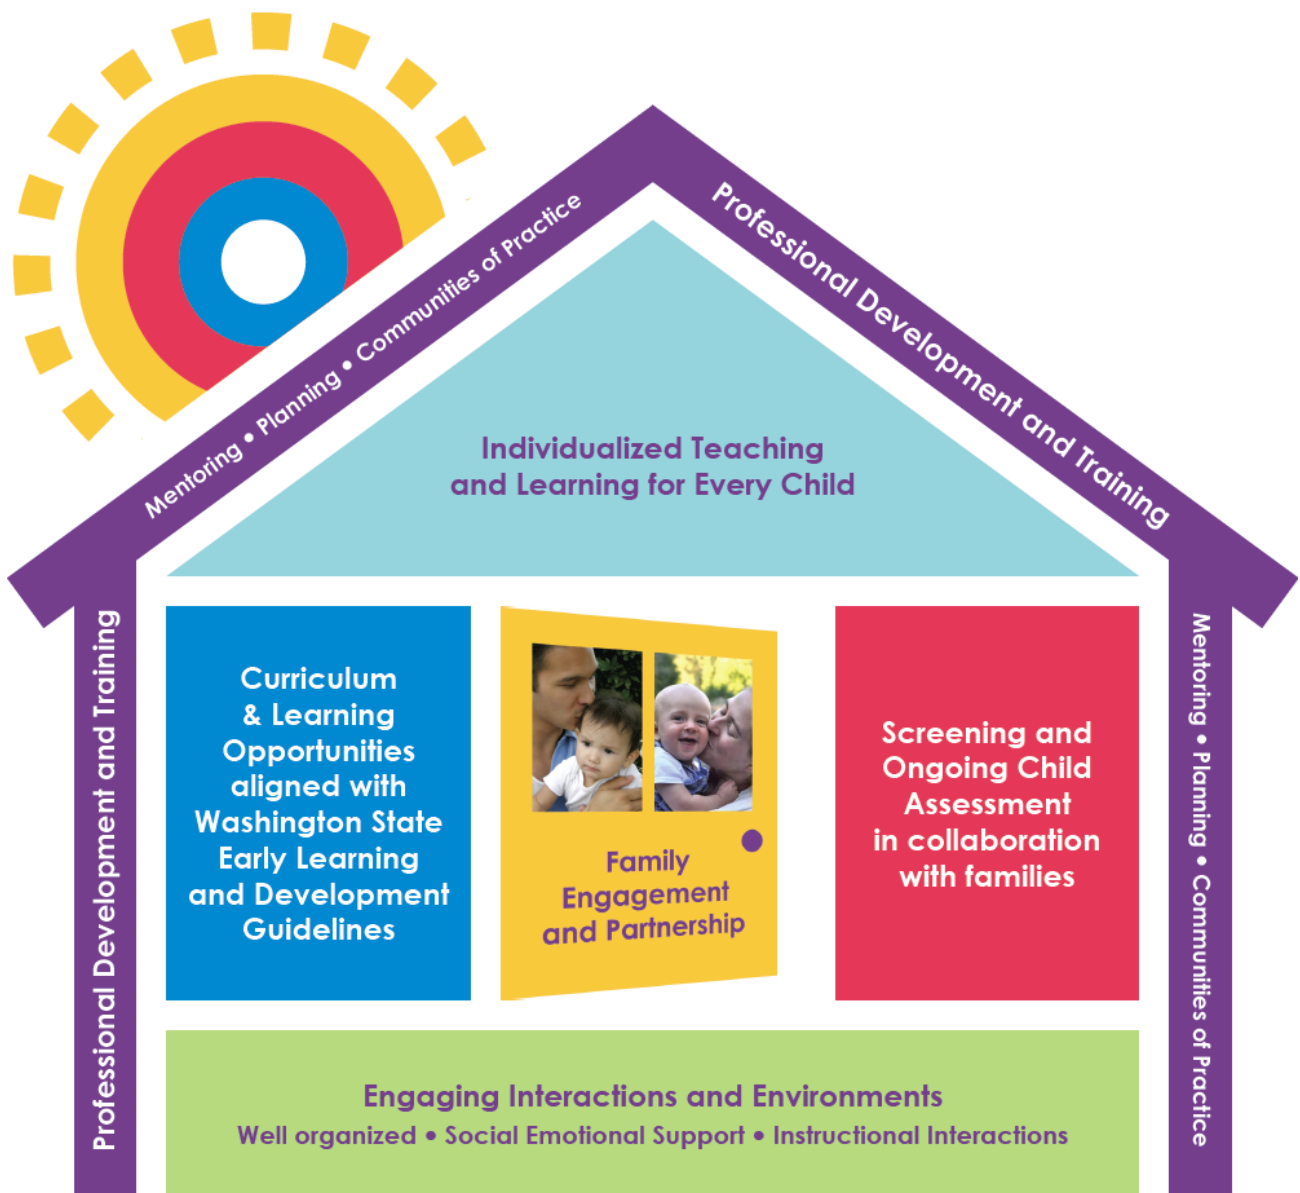 Mentoring • Planning • Communities of Practice
Professional Development and Training
Individualized Teaching
and Learning for Every Child
Professional Development and Training
Curriculum
& Learning
Opportunities
aligned with
Washington State
Early Learning
and Development
Guidelines
Family
Engagement
and Partnership
Screening and
Ongoing Child
Assessment
in collaboration
with families
Mentoring • Planning • Communities of Practice
Engaging Interactions and Environments
Well organized • Social Emotional Support • Instructional Interactions